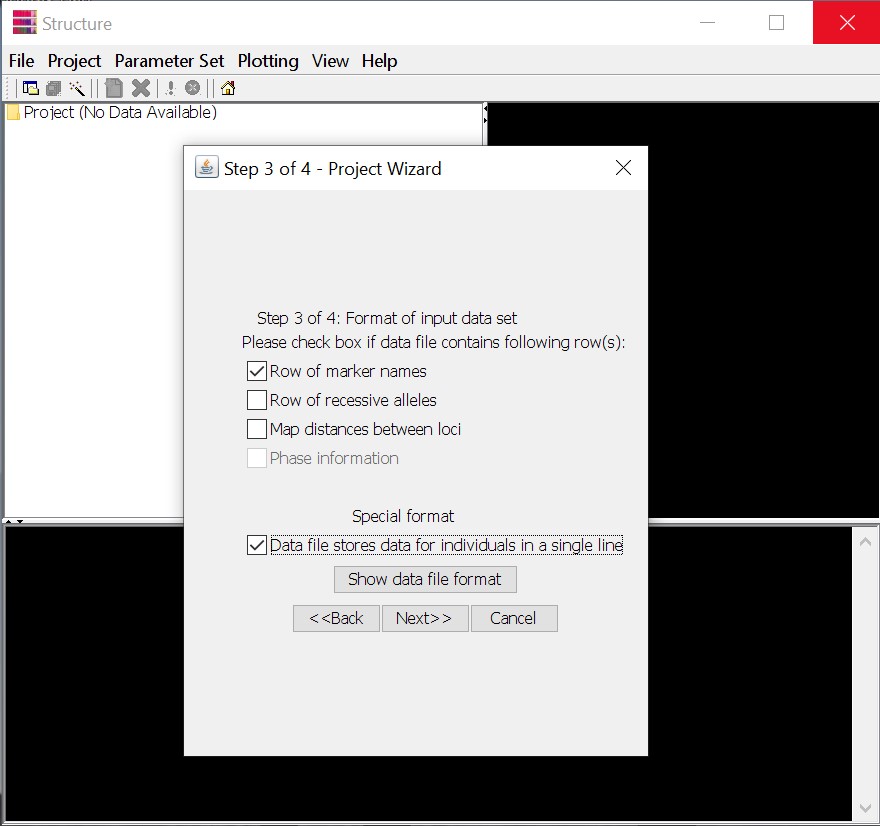 Structure
File Project Parameter Set Plotting View Help
Project (No Data Available)
Step 3 of 4 - Project Wizard
Step 3 of 4: Format of input data set
Please check box if data file contains following row(s):
Row of marker names
Row of recessive alleles
Map distances between loci
Phase information
Special format
Data file stores data for individuals in a single line
Show data file format
<<Back Next>> Cancel